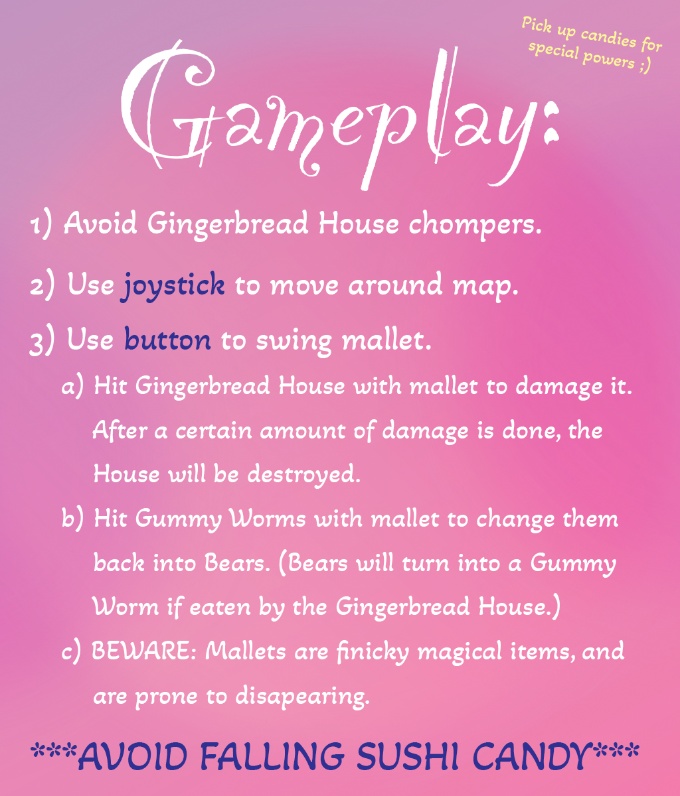 Pick up candies for
special powers ;)
Gameplay:
1) Avoid Gingerbread House chompers.
2) Use joystick to move around map.
3) Use button to swing mallet.
a) Hit Gingerbread House with mallet to damage it.
After a certain amount of damage is done, the
House will be destroyed.
b) Hit Gummy Worms with mallet to change them
back into Bears. (Bears will turn into a Gummy
Worm if eaten by the Gingerbread House.)
c) BEWARE: Mallets are finicky magical items, and
are prone to disapearing.
***AVOID FALLING SUSHI CANDY***